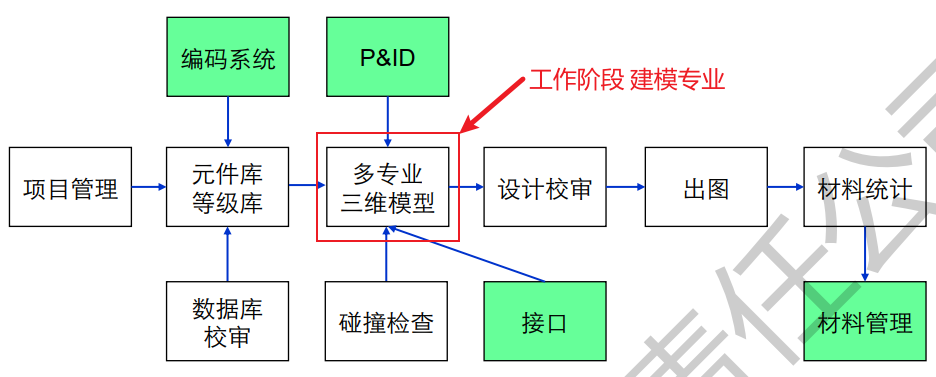 编码系统
P&ID
工作阶段 建模专业
项目管理
元件库
等级库
多专业
三维模型
设计校审
出图
材料统计
数据库
校审
碰撞检查
接口
材料管理
责任公司